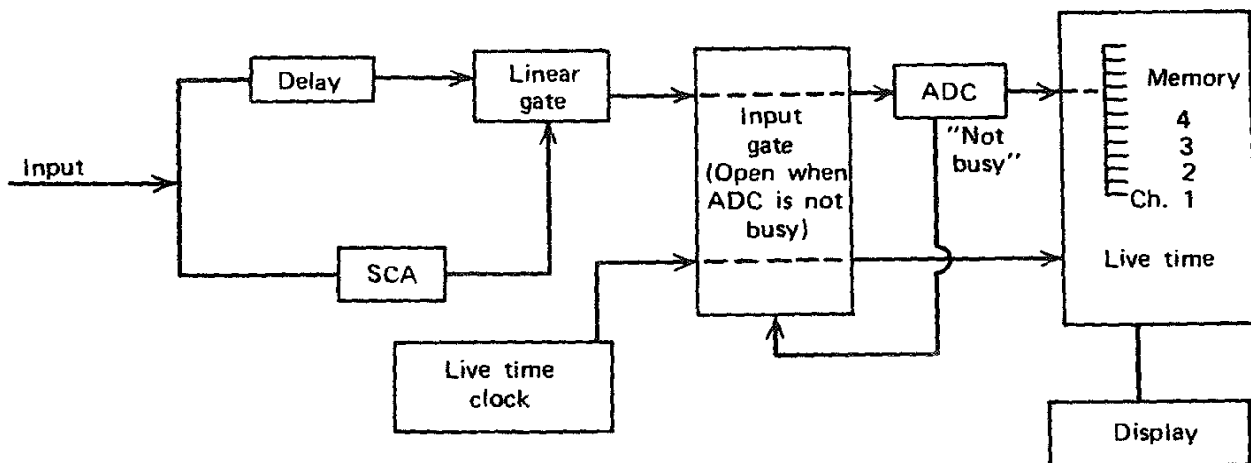 Input
Delay
Linear
gate
SCA
Live time
clock
Input
gate
(Open when
ADC is not
busy)
ADC
"Not
busy"
Memory
4
3
2
Ch. 1
Live time
Display